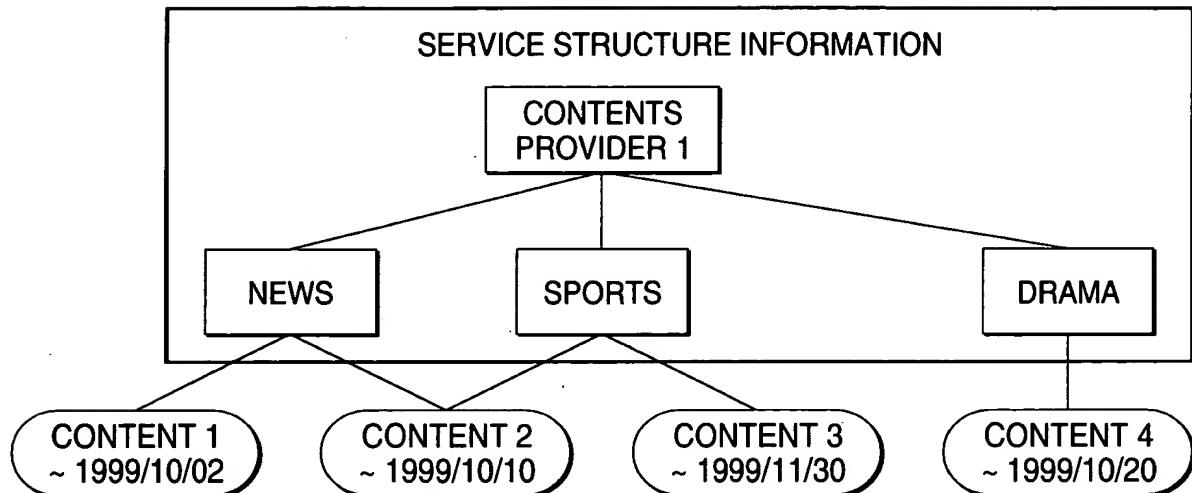 SERVICE STRUCTURE INFORMATION
CONTENTS
PROVIDER 1
NEWS
SPORTS
DRAMA
CONTENT 1
~ 1999/10/02
CONTENT 2
~ 1999/10/10
CONTENT 3
~ 1999/11/30
CONTENT 4
~ 1999/10/20